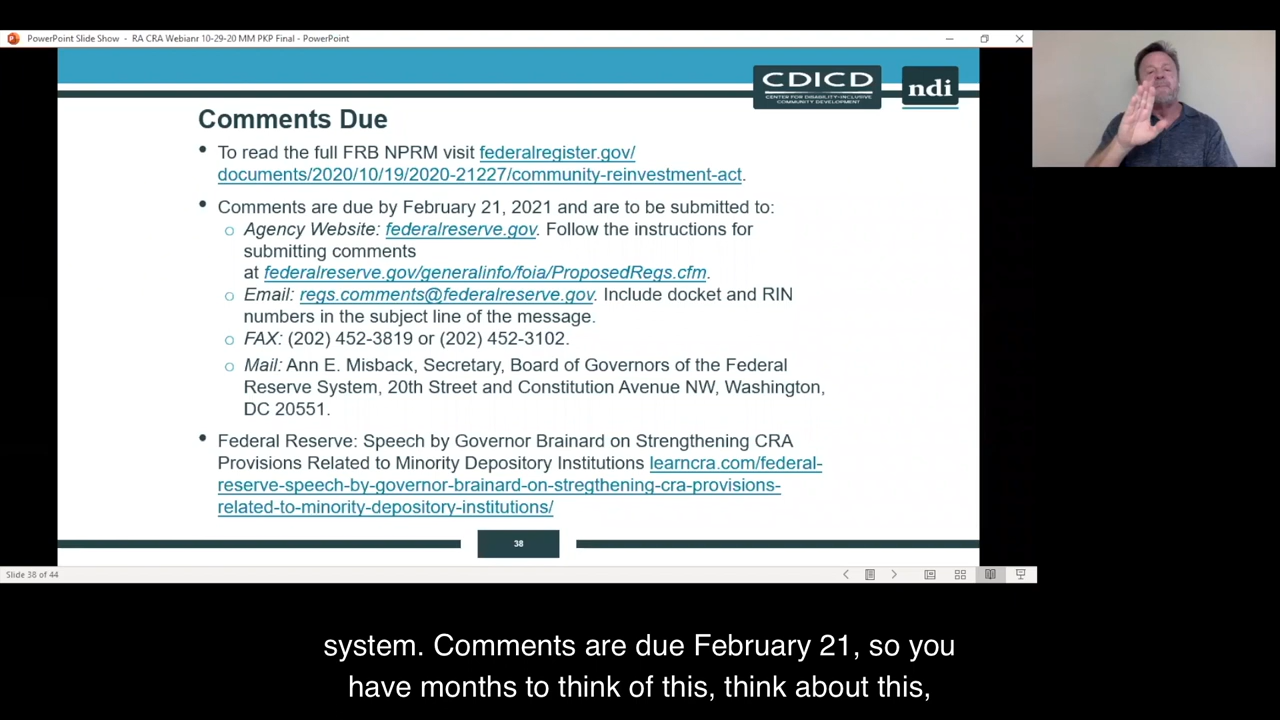 PowerPoint Slide Show - RA CRA Webianr 10-29-20 MM PKP Final - PowerPoint
CDICD
CENTER FOR DISABILITY-INCLUSIVE
COMMUNITY DEVELOPMENT
ndi
Comments Due
• To read the full FRB NPRM visit federalregister.gov/
documents/2020/10/19/2020-21227/community-reinvestment-act.
• Comments are due by February 21, 2021 and are to be submitted to:
o Agency Website: federalreserve.gov. Follow the instructions for
submitting comments
at federalreserve.gov/generalinfo/foia/ProposedRegs.cfm.
o Email: regs.comments@federalreserve.gov. Include docket and RIN
numbers in the subject line of the message.
o FAX: (202) 452-3819 or (202) 452-3102.
o Mail: Ann E. Misback, Secretary, Board of Governors of the Federal
Reserve System, 20th Street and Constitution Avenue NW, Washington,
DC 20551.
• Federal Reserve: Speech by Governor Brainard on Strengthening CRA
Provisions Related to Minority Depository Institutions learncra.com/federal-
reserve-speech-by-governor-brainard-on-stregthening-cra-provisions-
related-to-minority-depository-institutions/
38
Slide 38 of 44
system. Comments are due February 21, so you
have months to think of this, think about this,